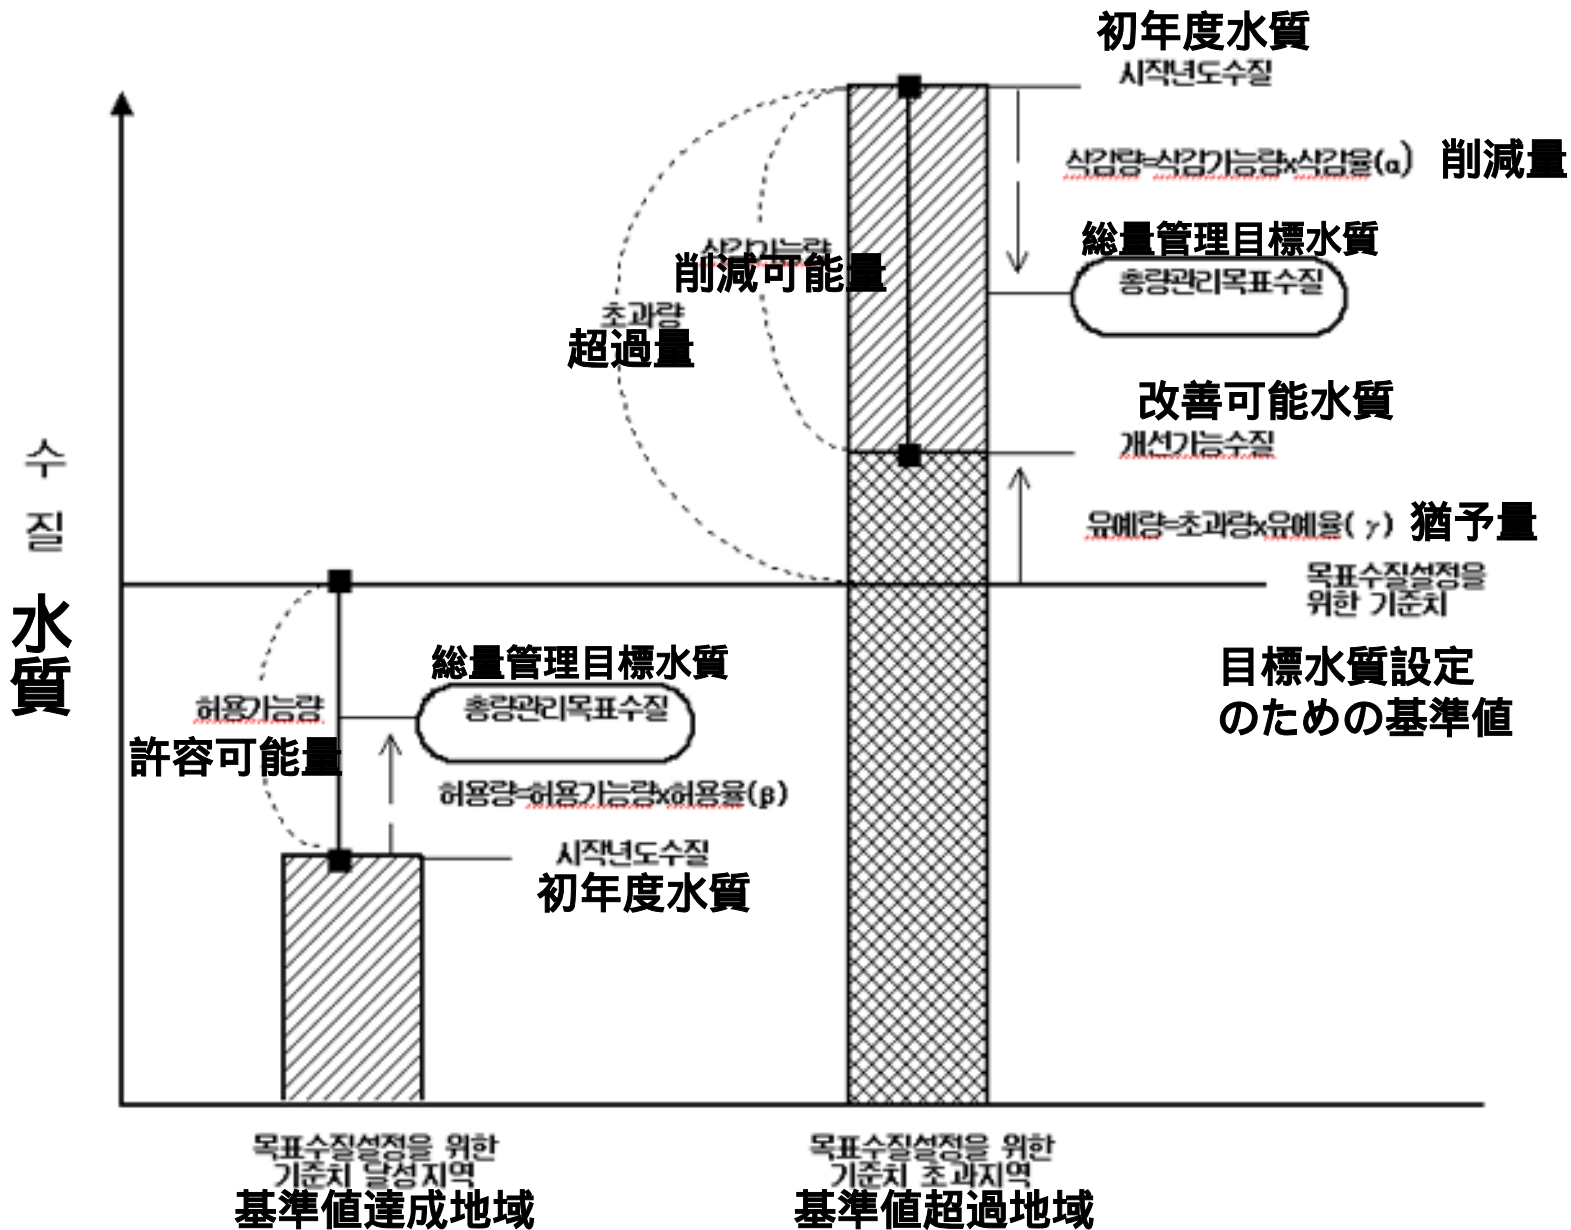 初年度水質
시작년도수질
삭감량=삭감가능량x삭감율(α) 削減量
総量管理目標水質
총량관리목표수질
삭감가능량
削減可能量
초과량
超過量
改善可能水質
개선가능수질
유예량=초과량x유예율( γ) 猶予量
목표수질설정을
위한 기준치
目標水質設定
のための基準値
수
질
水
質
総量管理目標水質
총량관리목표수질
허용가능량
許容可能量
허용량=허용가능량x허용율(β)
시작년도수질
初年度水質
목표수질설정을 위한
기준치 달성지역
基準値達成地域
목표수질설정을 위한
기준치 초과지역
基準値超過地域